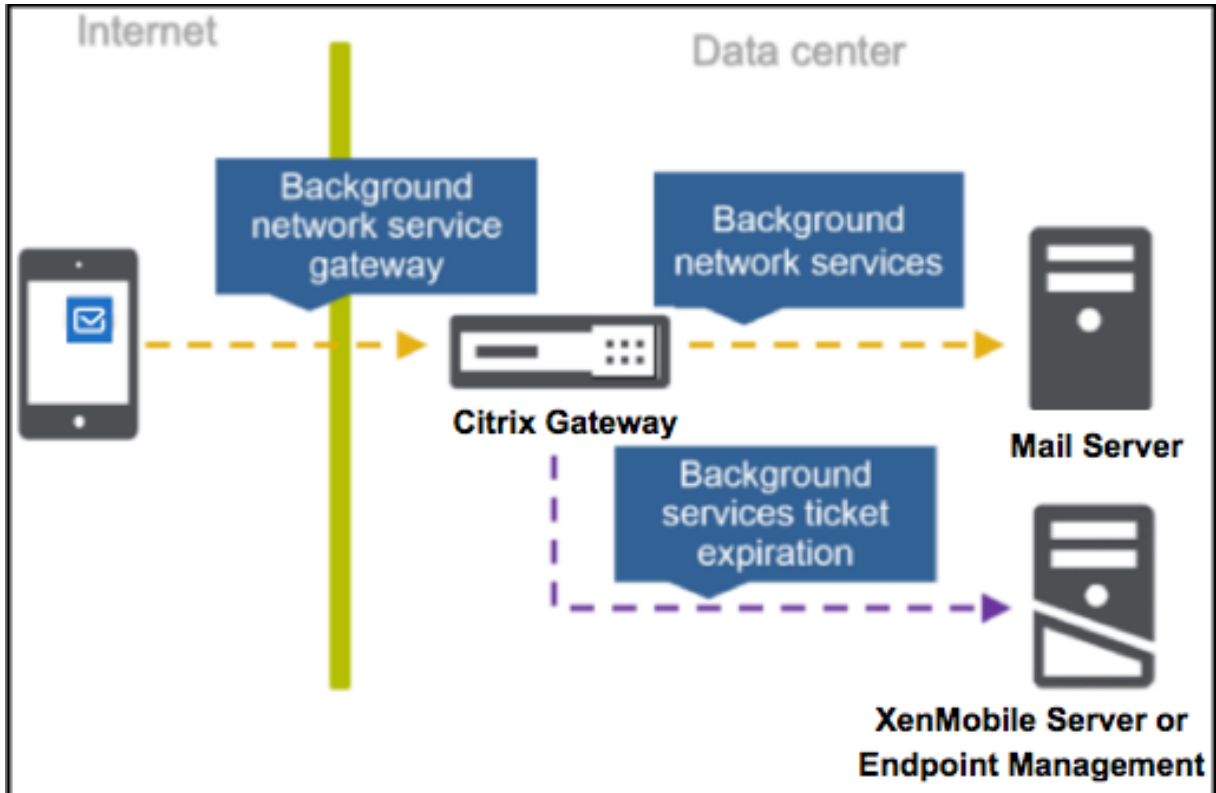 Internet
Data center
Background
network service
gateway
Background
network services
Citrix Gateway
Mail Server
Background
services ticket
expiration
XenMobile Server or
Endpoint Management